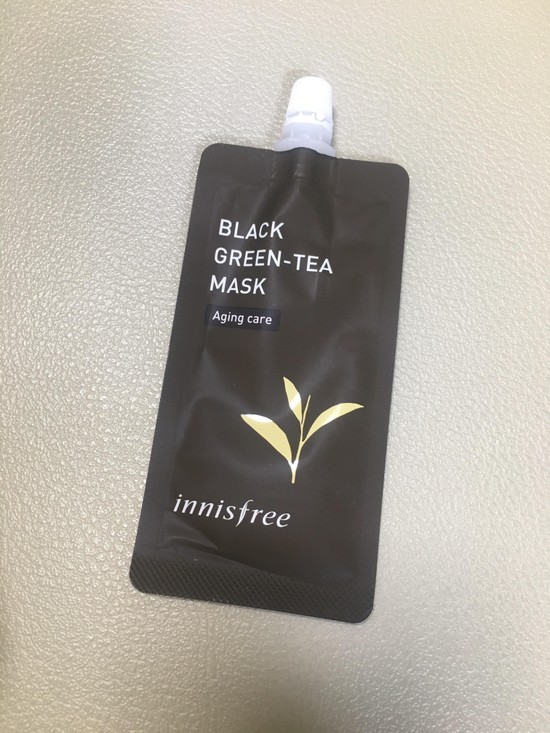 BLACK
GREEN-TEA
MASK
Aging care
innisfree